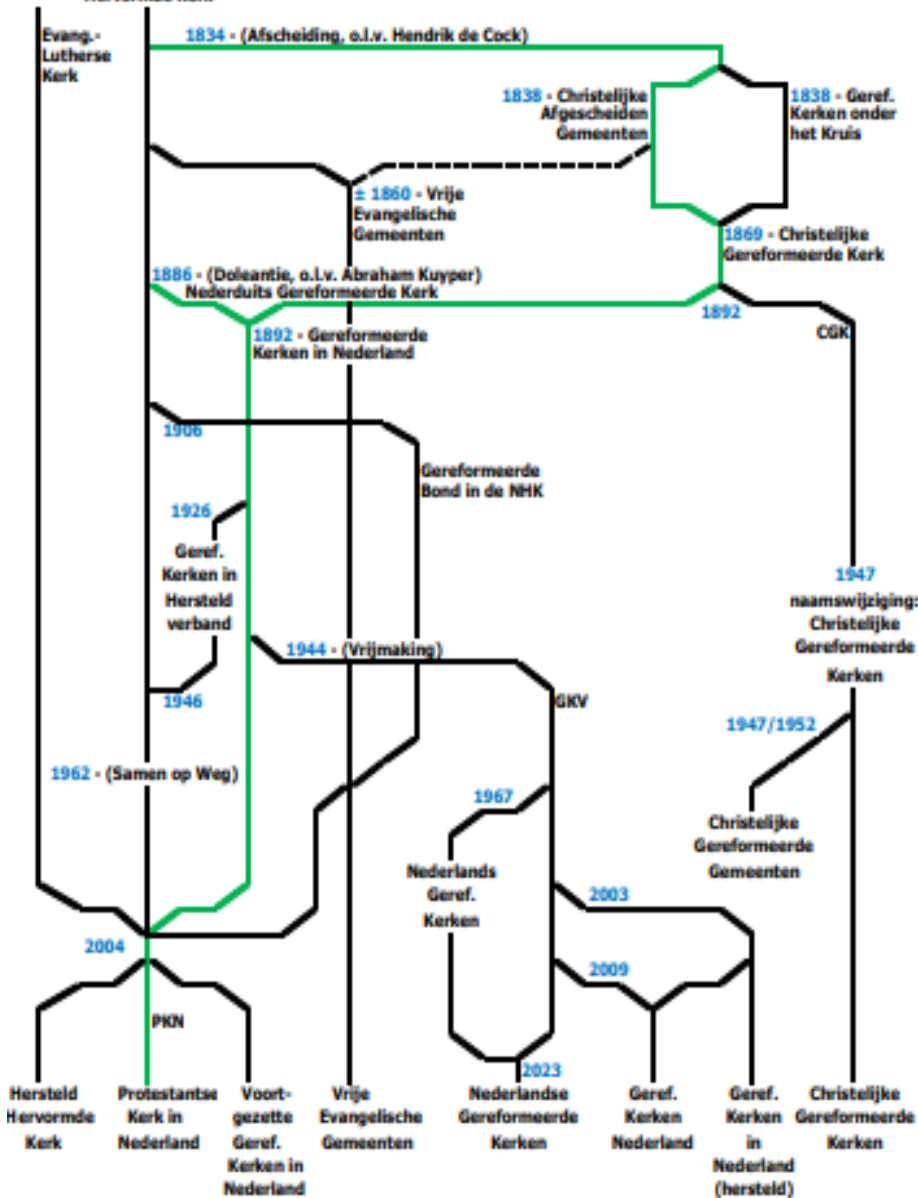 Evang.-
Lutherse
Kerk
1834 - (Afscheiding, o.l.v. Hendrik de Cock)
1838 - Christelijke
Afgescheiden
Gemeenten
1838 - Geref.
Kerken onder
het Kruis
± 1860 - Vrije
Evangelische
Gemeenten
1869 - Christelijke
Gereformeerde Kerk
1886 - (Doleantie, o.l.v. Abraham Kuyper)
Nederduits Gereformeerde Kerk
1892
CGK
1892 - Gereformeerde
Kerken in Nederland
1906
Gereformeerde
Bond in de NHK
1926
Geref.
Kerken in
Hersteld
verband
1946
1944 - (Vrijmaking)
GKV
1947
naamswijziging:
Christelijke
Gereformeerde
Kerken
1947/1952
Christelijke
Gereformeerde
Gemeenten
1962 - (Samen op Weg)
1967
Nederlands
Geref.
Kerken
2003
2004
2009
PKN
2023
Hersteld
Hervormde
Kerk
Protestantse
Kerk in
Nederland
Voort-
gezette
Geref.
Kerken in
Nederland
Vrije
Evangelische
Gemeenten
Nederlandse
Gereformeerde
Kerken
Geref.
Kerken
Nederland
Geref.
Kerken
in
Nederland
(hersteld)
Christelijke
Gereformeerde
Kerken